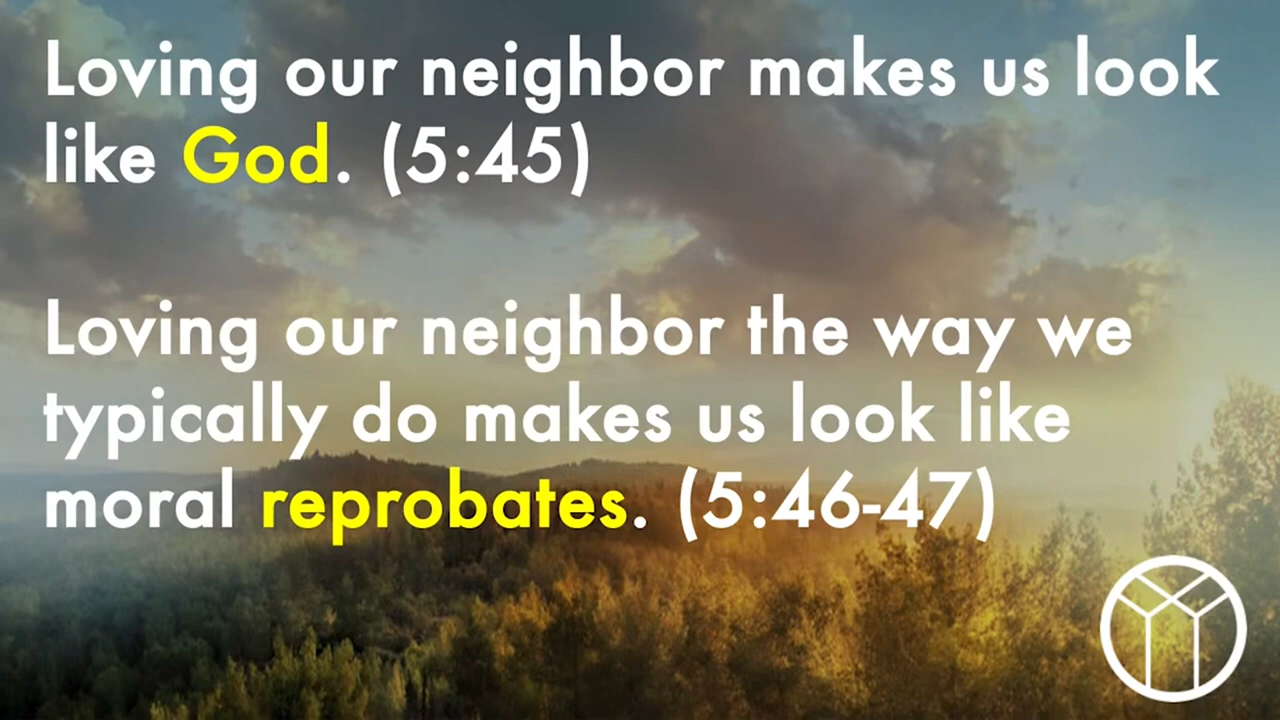 Loving our neighbor makes us look
like God. (5:45)
Loving our neighbor the way we
typically do makes us look like
moral reprobates. (5:46-47)